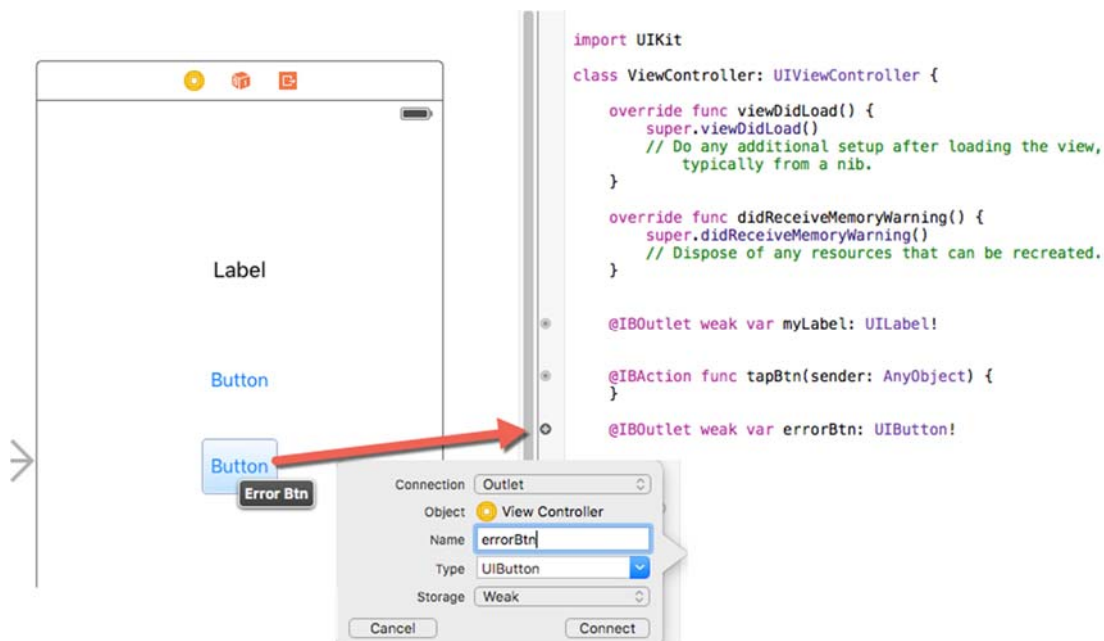 Label
Button
Button
Error Btn
import UIKit
class ViewController: UIViewController {
override func viewDidLoad() {
super.viewDidLoad()
// Do any additional setup after loading the view,
typically from a nib.
}
override func didReceiveMemoryWarning() {
super.didReceiveMemoryWarning()
// Dispose of any resources that can be recreated.
}
@IBOutlet weak var myLabel: UILabel!
@IBAction func tapBtn(sender: AnyObject) {
}
@IBOutlet weak var errorBtn: UIButton!
Connection Outlet
Object View Controller
Name errorBtn
Type UIButton
Storage Weak
Cancel Connect